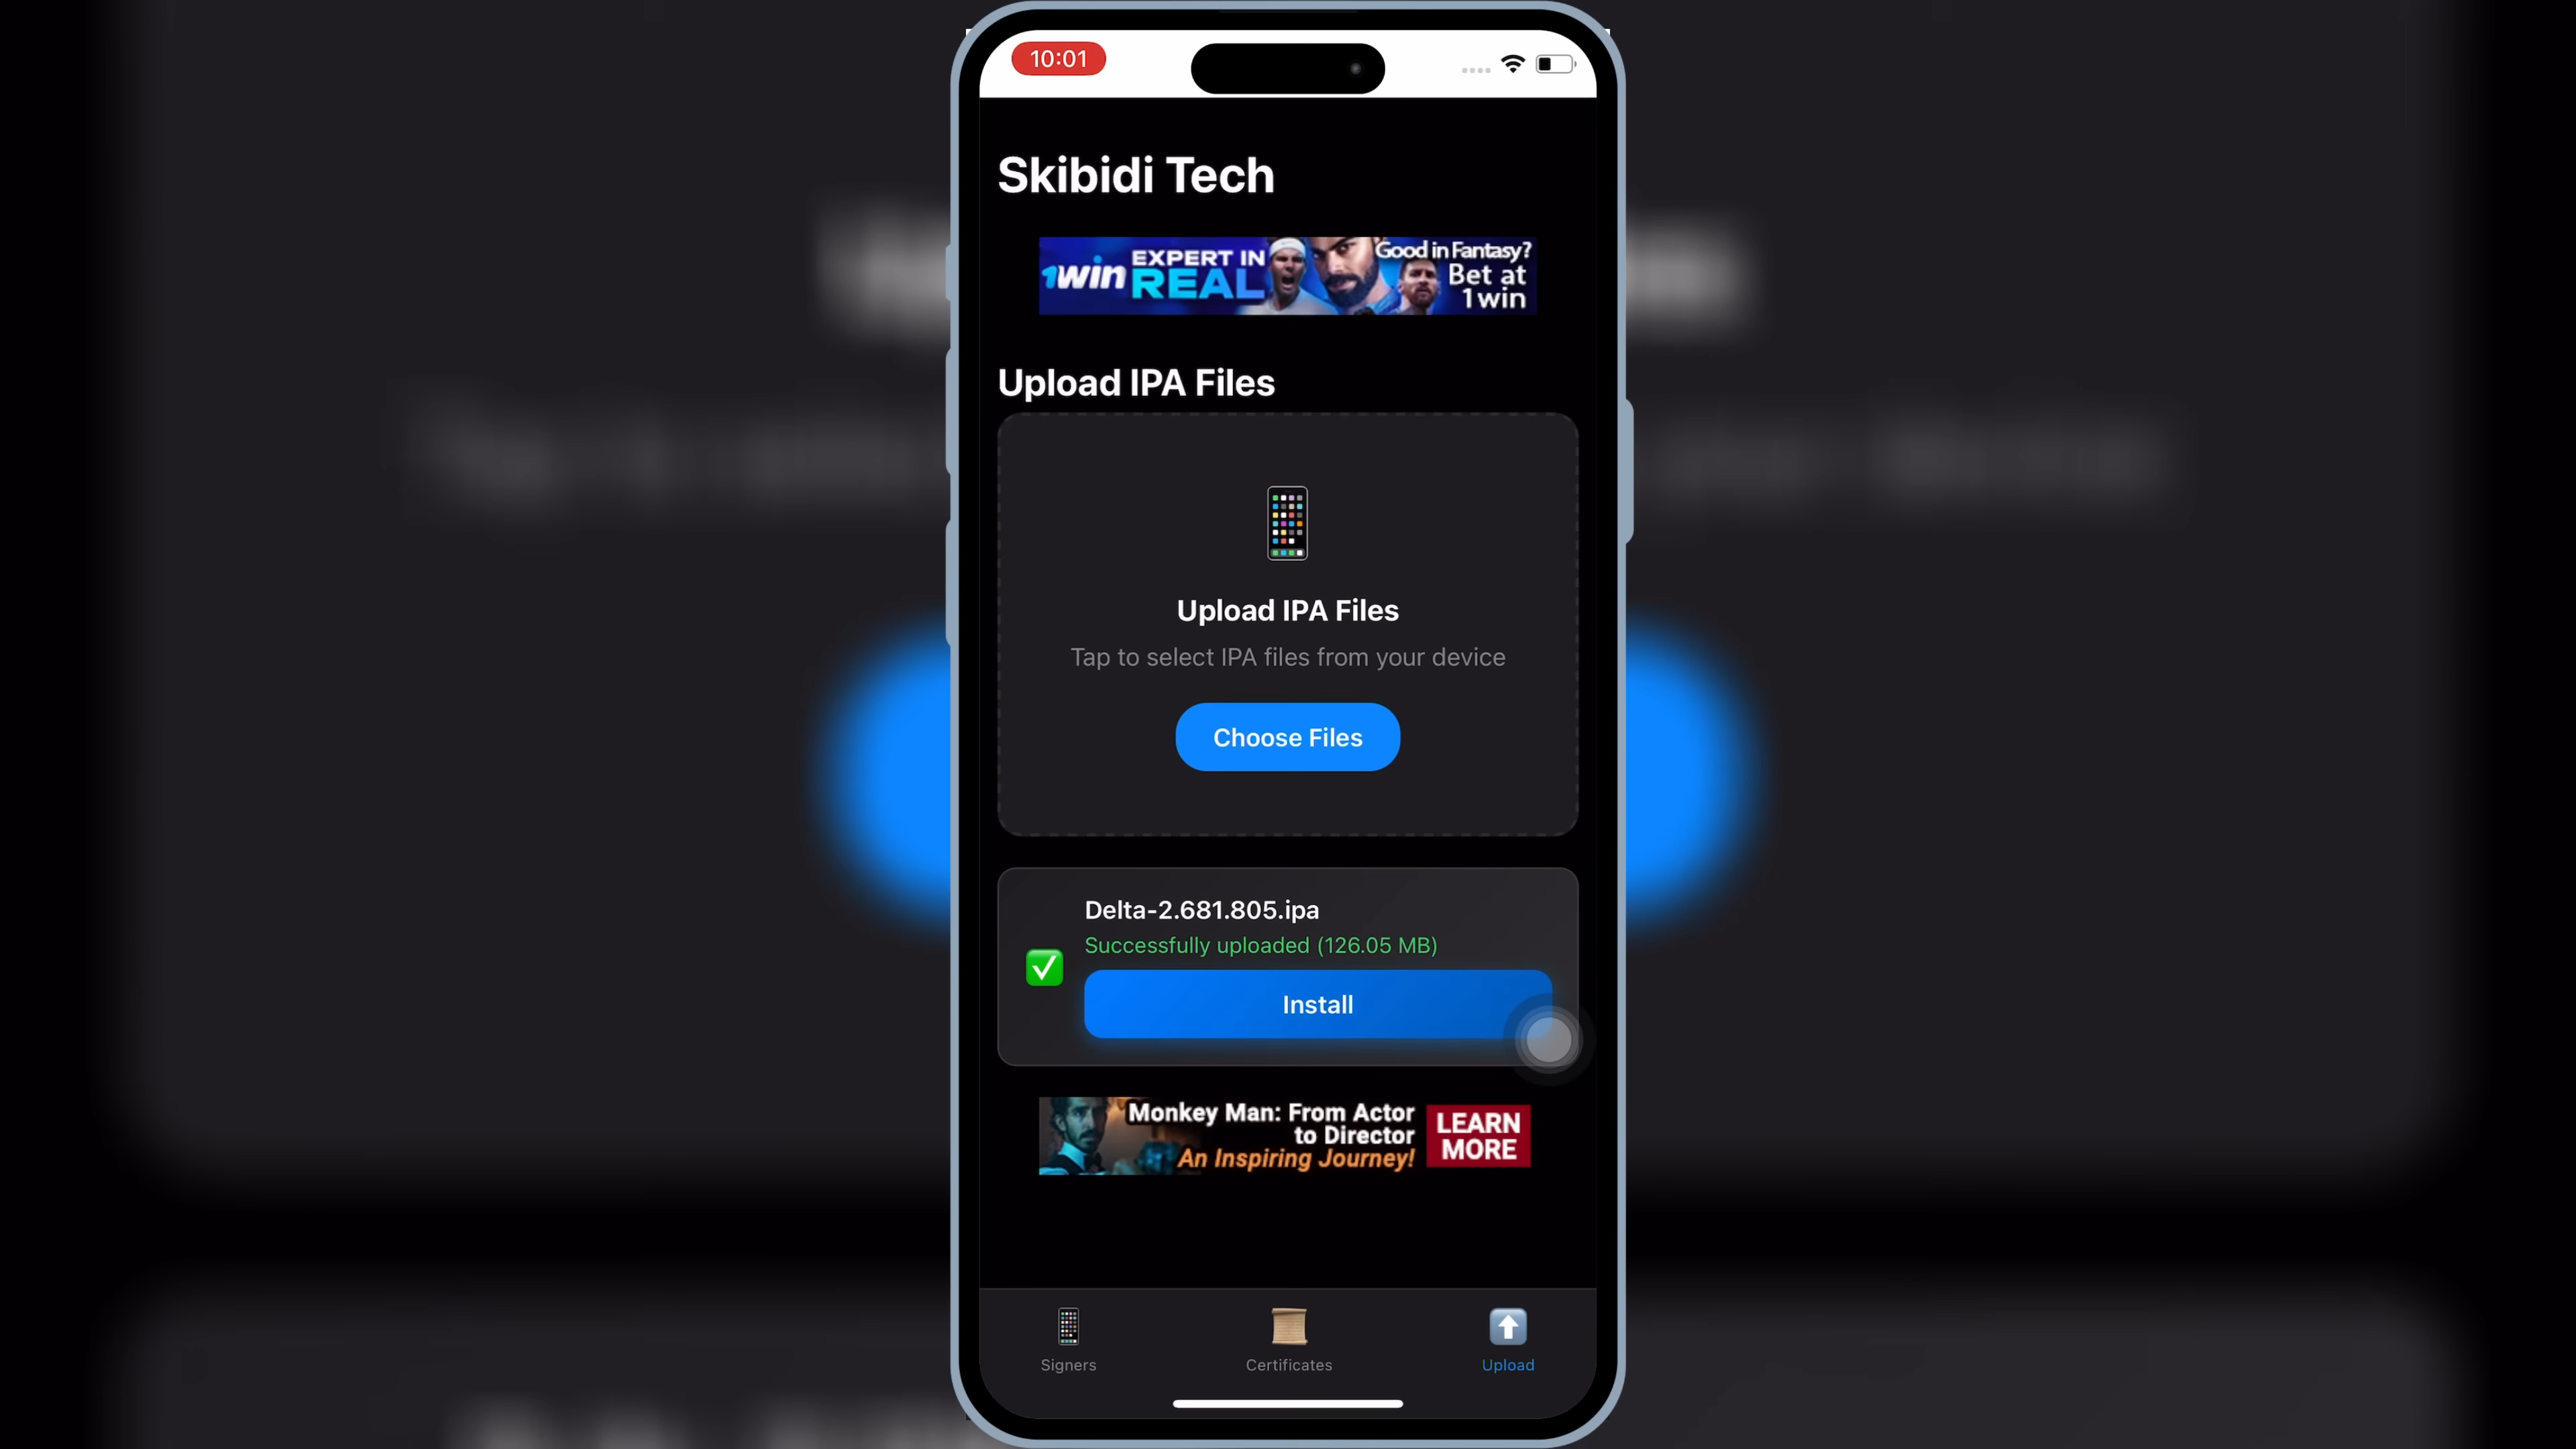 10:01
Skibidi Tech
1win EXPERT IN REAL
Good in Fantasy?
Bet at
1win
Upload IPA Files
Upload IPA Files
Tap to select IPA files from your device
Choose Files
Delta-2.681.805.ipa
Successfully uploaded (126.05 MB)
Install
Monkey Man: From Actor
to Director
An Inspiring Journey!
LEARN
MORE
Signers
Certificates
Upload